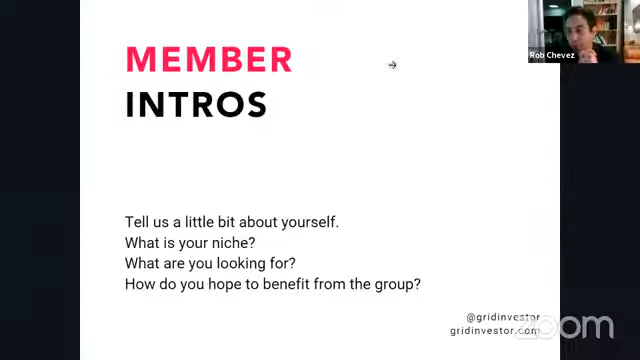 MEMBER
INTROS
Rob Chevez
Tell us a little bit about yourself.
What is your niche?
What are you looking for?
How do you hope to benefit from the group?
@gridinvestor
gridinvestor.com
zoom